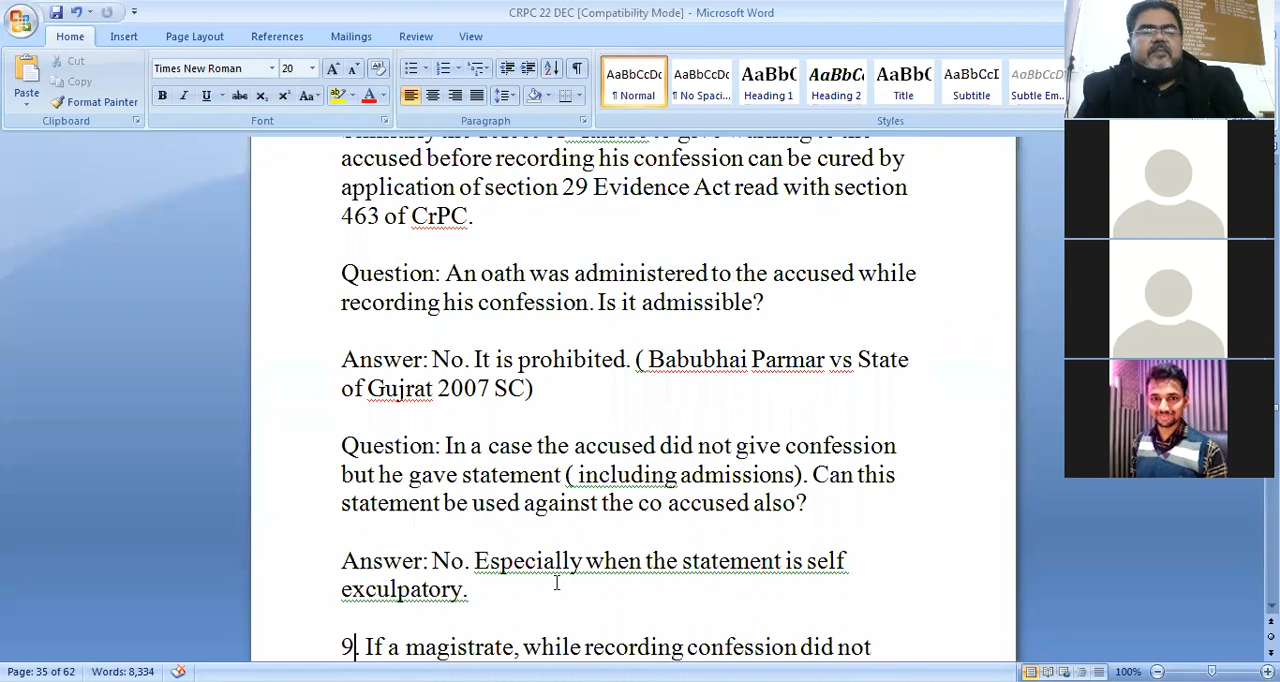 CRPC 22 DEC [Compatibility Mode] - Microsoft Word
Home Insert Page Layout References Mailings Review View
Paste
Cut
Copy
Format Painter
Clipboard
Times New Roman 20
Font
Paragraph
AaBbCcDc AaBbCcDc AaBbC AaBbCc AaBb( AaBbCcI AaBbCcDc
¶ Normal ¶ No Spaci... Heading 1 Heading 2 Title Subtitle Subtle Em...
Styles
accused before recording his confession can be cured by
application of section 29 Evidence Act read with section
463 of CrPC.
Question: An oath was administered to the accused while
recording his confession. Is it admissible?
Answer: No. It is prohibited. ( Babubhai Parmar vs State
of Gujrat 2007 SC)
Question: In a case the accused did not give confession
but he gave statement ( including admissions). Can this
statement be used against the co accused also?
Answer: No. Especially when the statement is self
exculpatory.
9. If a magistrate, while recording confession did not
Page: 35 of 62 Words: 8,334 100%